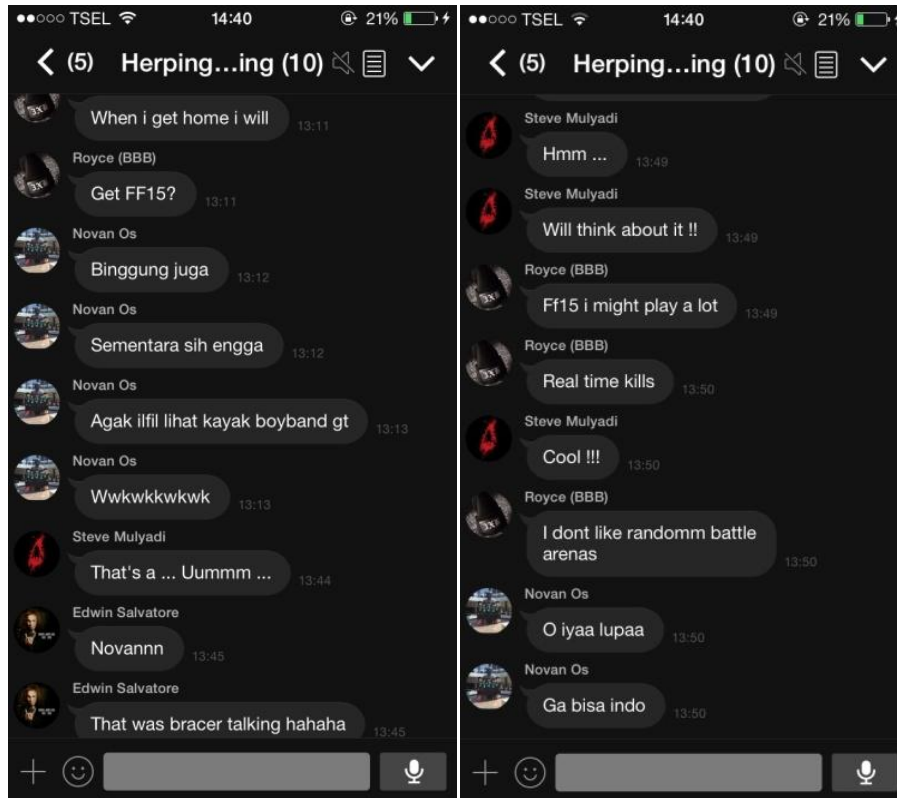 TSEL 14:40 21%
(5) Herping...ing (10)
When i get home i will 13:11
Royce (BBB)
Get FF15? 13:11
Novan Os
Binggung juga 13:12
Novan Os
Sementara sih engga 13:12
Novan Os
Agak ilfil lihat kayak boyband gt 13:13
Novan Os
Wwkwkkwkwk 13:13
Steve Mulyadi
That's a ... Uummm ... 13:44
Edwin Salvatore
Novannn 13:45
Edwin Salvatore
That was bracer talking hahaha 13:45
TSEL 14:40 21%
(5) Herping...ing (10)
Steve Mulyadi
Hmm ... 13:49
Steve Mulyadi
Will think about it !! 13:49
Royce (BBB)
Ff15 i might play a lot 13:49
Royce (BBB)
Real time kills 13:50
Steve Mulyadi
Cool !!! 13:50
Royce (BBB)
I dont like randomm battle
arenas 13:50
Novan Os
O iyaa lupaa 13:50
Novan Os
Ga bisa indo 13:50